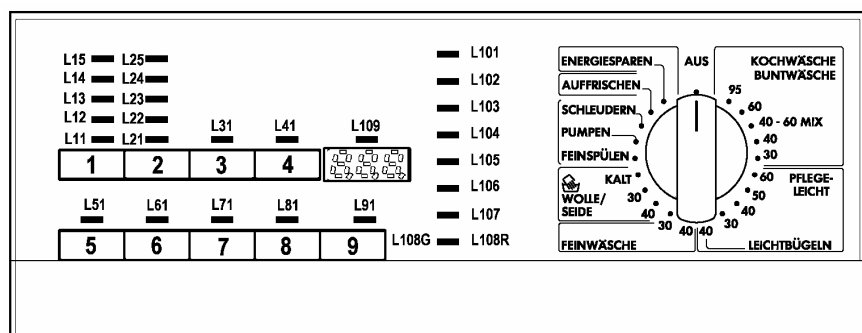 L15 L25
L14 L24
L13 L23
L12 L22
L11 L21 L31 L41 L109
1 2 3 4
L51 L61 L71 L81 L91
5 6 7 8 9
L101
L102
L103
L104
L105
L106
L107
L108G L108R
ENERGIESPAREN
AUFFRISCHEN
SCHLEUDERN
PUMPEN
FEINSPÜLEN
KALT
WOLLE/
SEIDE
30
40
FEINWÄSCHE
30
40
AUS
KOCHWÄSCHE
BUNTWÄSCHE
95
60
40 - 60 MIX
40
30
PFLEGE-
LEICHT
60
50
40
30
40
LEICHTBÜGELN